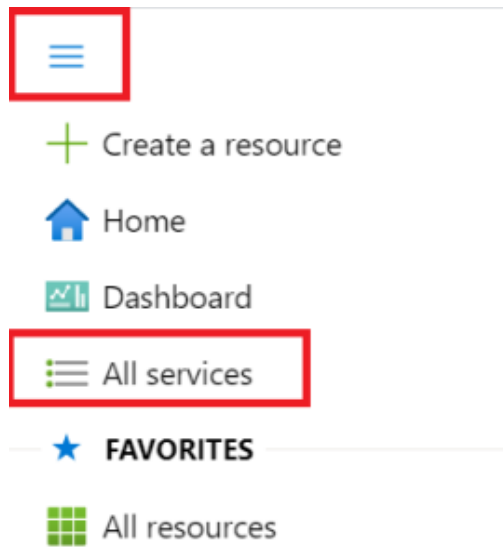 Create a resource
Home
Dashboard
All services
FAVORITES
All resources